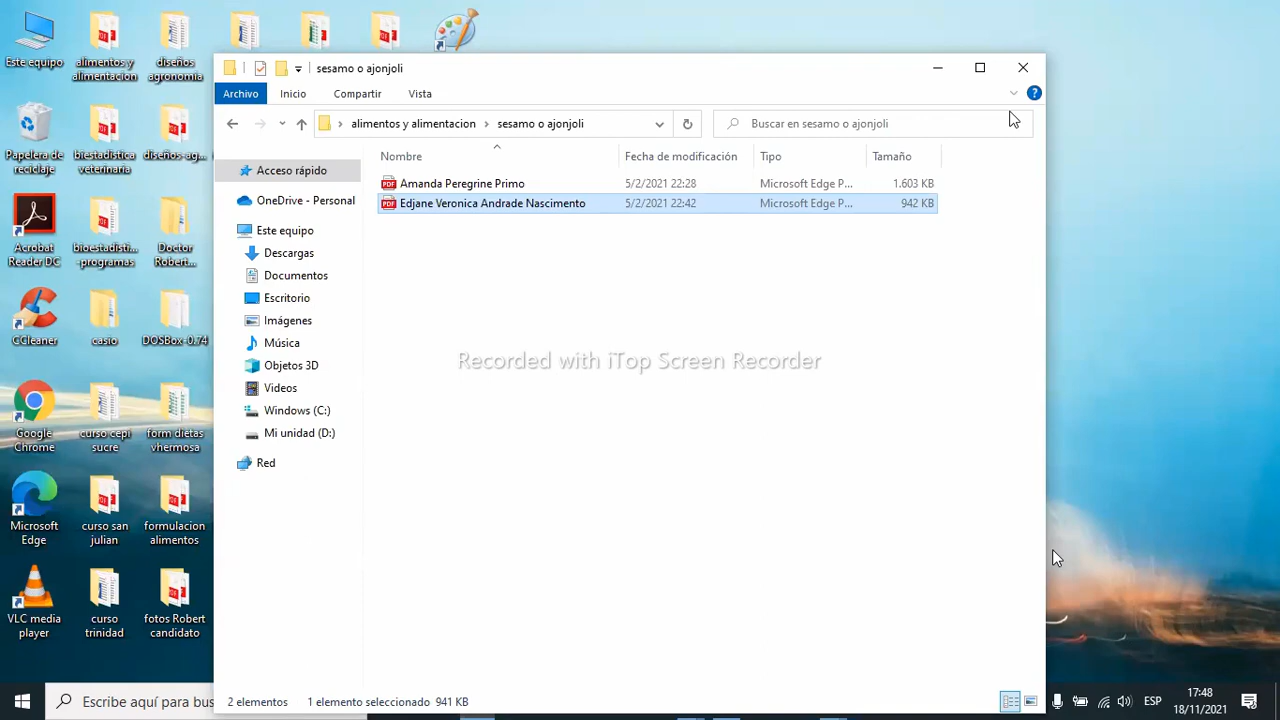 sesamo o ajonjoli
Archivo Inicio Compartir Vista
alimentos y alimentacion sesamo o ajonjoli
Buscar en sesamo o ajonjoli
Nombre Fecha de modificación Tipo Tamaño
Amanda Peregrine Primo 5/2/2021 22:28 Microsoft Edge P... 1.603 KB
Edjane Veronica Andrade Nascimento 5/2/2021 22:42 Microsoft Edge P... 942 KB
Acceso rápido
OneDrive - Personal
Este equipo
Descargas
Documentos
Escritorio
Imágenes
Música
Objetos 3D
Videos
Windows (C:)
Mi unidad (D:)
Red
Recorded with iTop Screen Recorder
2 elementos 1 elemento seleccionado 941 KB
Este equipo
alimentos y
alimentacion
diseños
agronomia
Papelera de
reciclaje
biestadistica
veterinaria
diseños-ag...
Acrobat
Reader DC
bioestadisti...
-programas
Doctor
Robert...
CCleaner
casio
DOSBox-0.74
Google
Chrome
curso cepi
sucre
form dietas
vhermosa
Microsoft
Edge
curso san
julian
formulacion
alimentos
VLC media
player
curso
trinidad
fotos Robert
candidato
Escribe aquí para bus
ESP
17:48
18/11/2021